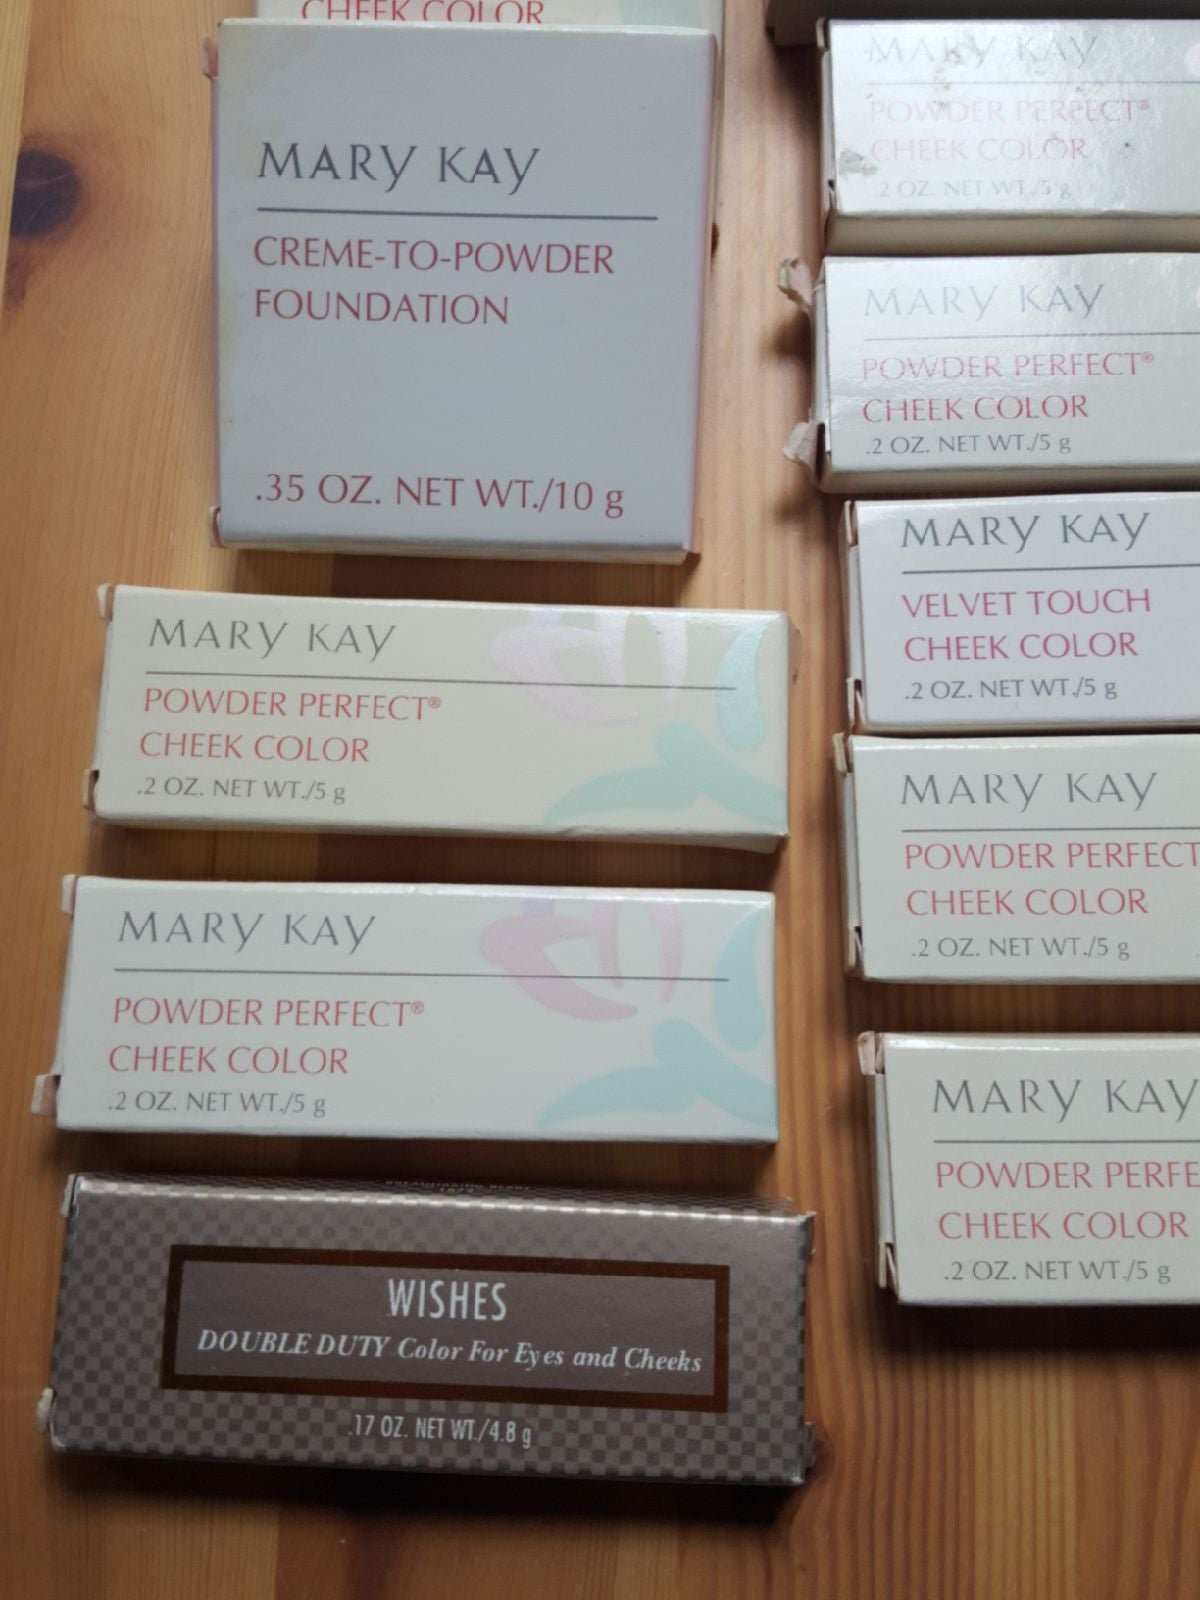 CHEEK COLOR
MARY KAY
CREME-TO-POWDER
FOUNDATION
.35 OZ. NET WT./10 g
MARY KAY
POWDER PERFECT®
CHEEK COLOR
.2 OZ. NET WT./5 g
MARY KAY
POWDER PERFECT®
CHEEK COLOR
.2 OZ. NET WT./5 g
WISHES
DOUBLE DUTY Color For Eyes and Cheeks
.17 OZ. NET WT./4.8 g
MARY KAY
POWDER PERFECT®
CHEEK COLOR
.2 OZ. NET WT./5 g
MARY KAY
POWDER PERFECT®
CHEEK COLOR
.2 OZ. NET WT./5 g
MARY KAY
VELVET TOUCH
CHEEK COLOR
.2 OZ. NET WT./5 g
MARY KAY
POWDER PERFECT
CHEEK COLOR
.2 OZ. NET WT./5 g
MARY KAY
POWDER PERFE
CHEEK COLOR
.2 OZ. NET WT./5 g